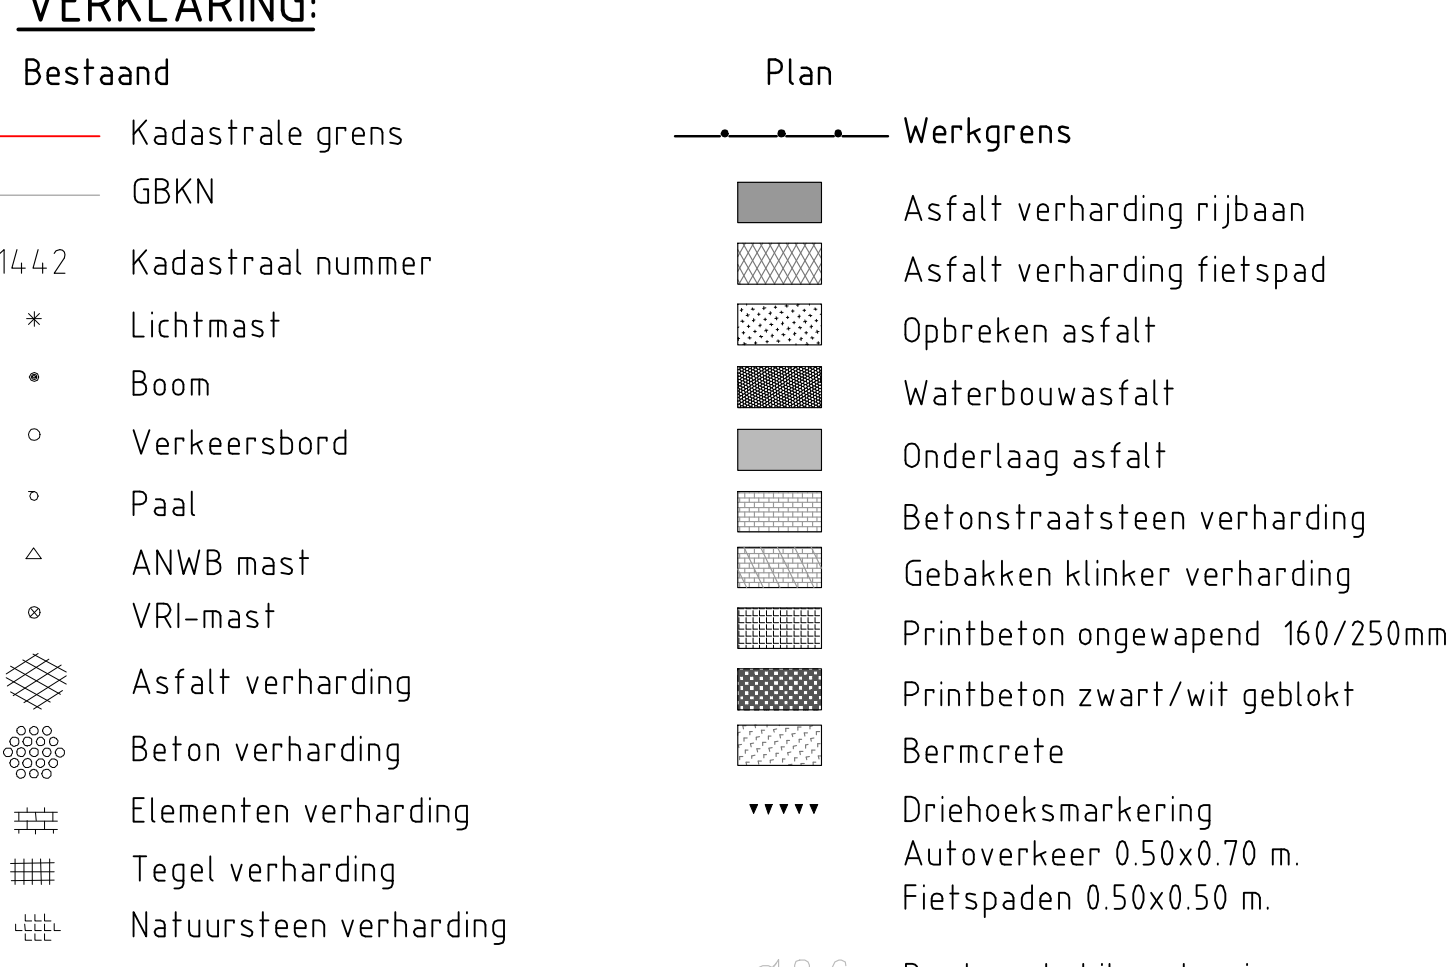 VERKLARING:
Bestaand
Kadastrale grens
GBKN
1442 Kadastraal nummer
Lichtmast
Boom
Verkeersbord
Paal
ANWB mast
VRI-mast
Asfalt verharding
Beton verharding
Elementen verharding
Tegel verharding
Natuursteen verharding
Plan
Werkgrens
Asfalt verharding rijbaan
Asfalt verharding fietspad
Opbreken asfalt
Waterbouwasfalt
Onderlaag asfalt
Betonstraatsteen verharding
Gebakken klinker verharding
Printbeton ongewapend 160/250mm
Printbeton zwart/wit geblokt
Bermcrete
Driehoeksmarkering
Autoverkeer 0.50x0.70 m.
Fietspaden 0.50x0.50 m.